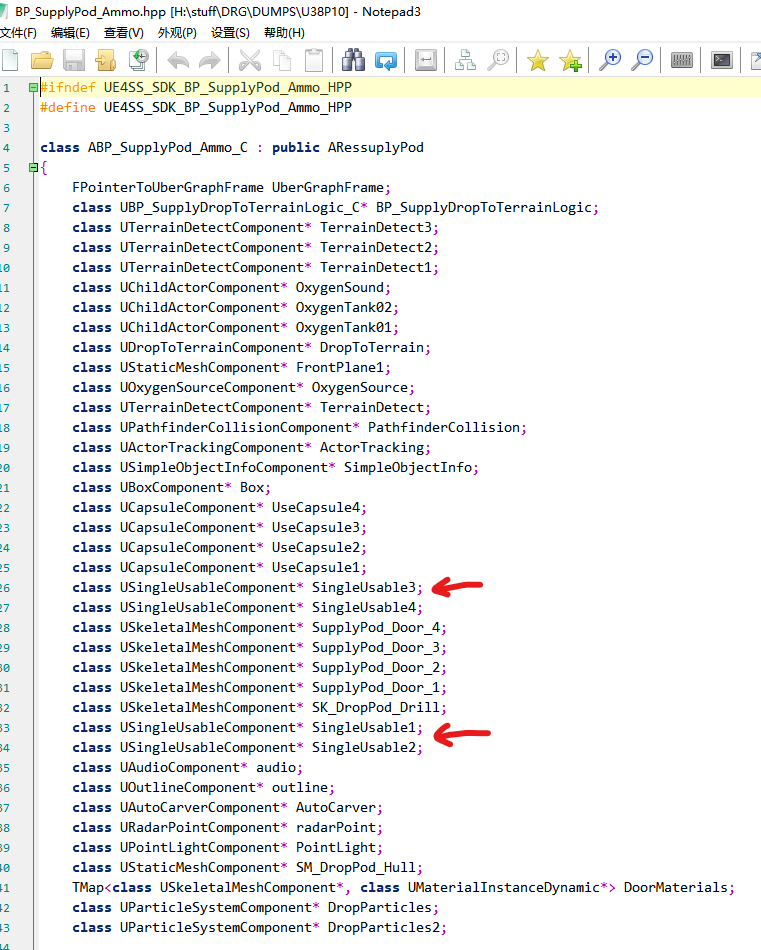 BP_SupplyPod_Ammo.hpp [H:\stuff\DRG\DUMPS\U38P10] - Notepad3
文件(F) 编辑(E) 查看(V) 外观(P) 设置(S) 帮助(H)
1 #ifndef UE4SS_SDK_BP_SupplyPod_Ammo_HPP
2 #define UE4SS_SDK_BP_SupplyPod_Ammo_HPP
3
4 class ABP_SupplyPod_Ammo_C : public ARessuplyPod
5 {
6 FPointerToUberGraphFrame UberGraphFrame;
7 class UBP_SupplyDropToTerrainLogic_C* BP_SupplyDropToTerrainLogic;
8 class UTerrainDetectComponent* TerrainDetect3;
9 class UTerrainDetectComponent* TerrainDetect2;
10 class UTerrainDetectComponent* TerrainDetect1;
11 class UChildActorComponent* OxygenSound;
12 class UChildActorComponent* OxygenTank02;
13 class UChildActorComponent* OxygenTank01;
14 class UDropToTerrainComponent* DropToTerrain;
15 class UStaticMeshComponent* FrontPlane1;
16 class UOxygenSourceComponent* OxygenSource;
17 class UTerrainDetectComponent* TerrainDetect;
18 class UPathfinderCollisionComponent* PathfinderCollision;
19 class UActorTrackingComponent* ActorTracking;
20 class USimpleObjectInfoComponent* SimpleObjectInfo;
21 class UBoxComponent* Box;
22 class UCapsuleComponent* UseCapsule4;
23 class UCapsuleComponent* UseCapsule3;
24 class UCapsuleComponent* UseCapsule2;
25 class UCapsuleComponent* UseCapsule1;
26 class USingleUsableComponent* SingleUsable3;
27 class USingleUsableComponent* SingleUsable4;
28 class USkeletalMeshComponent* SupplyPod_Door_4;
29 class USkeletalMeshComponent* SupplyPod_Door_3;
30 class USkeletalMeshComponent* SupplyPod_Door_2;
31 class USkeletalMeshComponent* SupplyPod_Door_1;
32 class USkeletalMeshComponent* SK_DropPod_Drill;
33 class USingleUsableComponent* SingleUsable1;
34 class USingleUsableComponent* SingleUsable2;
35 class UAudioComponent* audio;
36 class UOutlineComponent* outline;
37 class UAutoCarverComponent* AutoCarver;
38 class URadarPointComponent* radarPoint;
39 class UPointLightComponent* PointLight;
40 class UStaticMeshComponent* SM_DropPod_Hull;
41 TMap<class USkeletalMeshComponent*, class UMaterialInstanceDynamic*> DoorMaterials;
42 class UParticleSystemComponent* DropParticles;
43 class UParticleSystemComponent* DropParticles2;